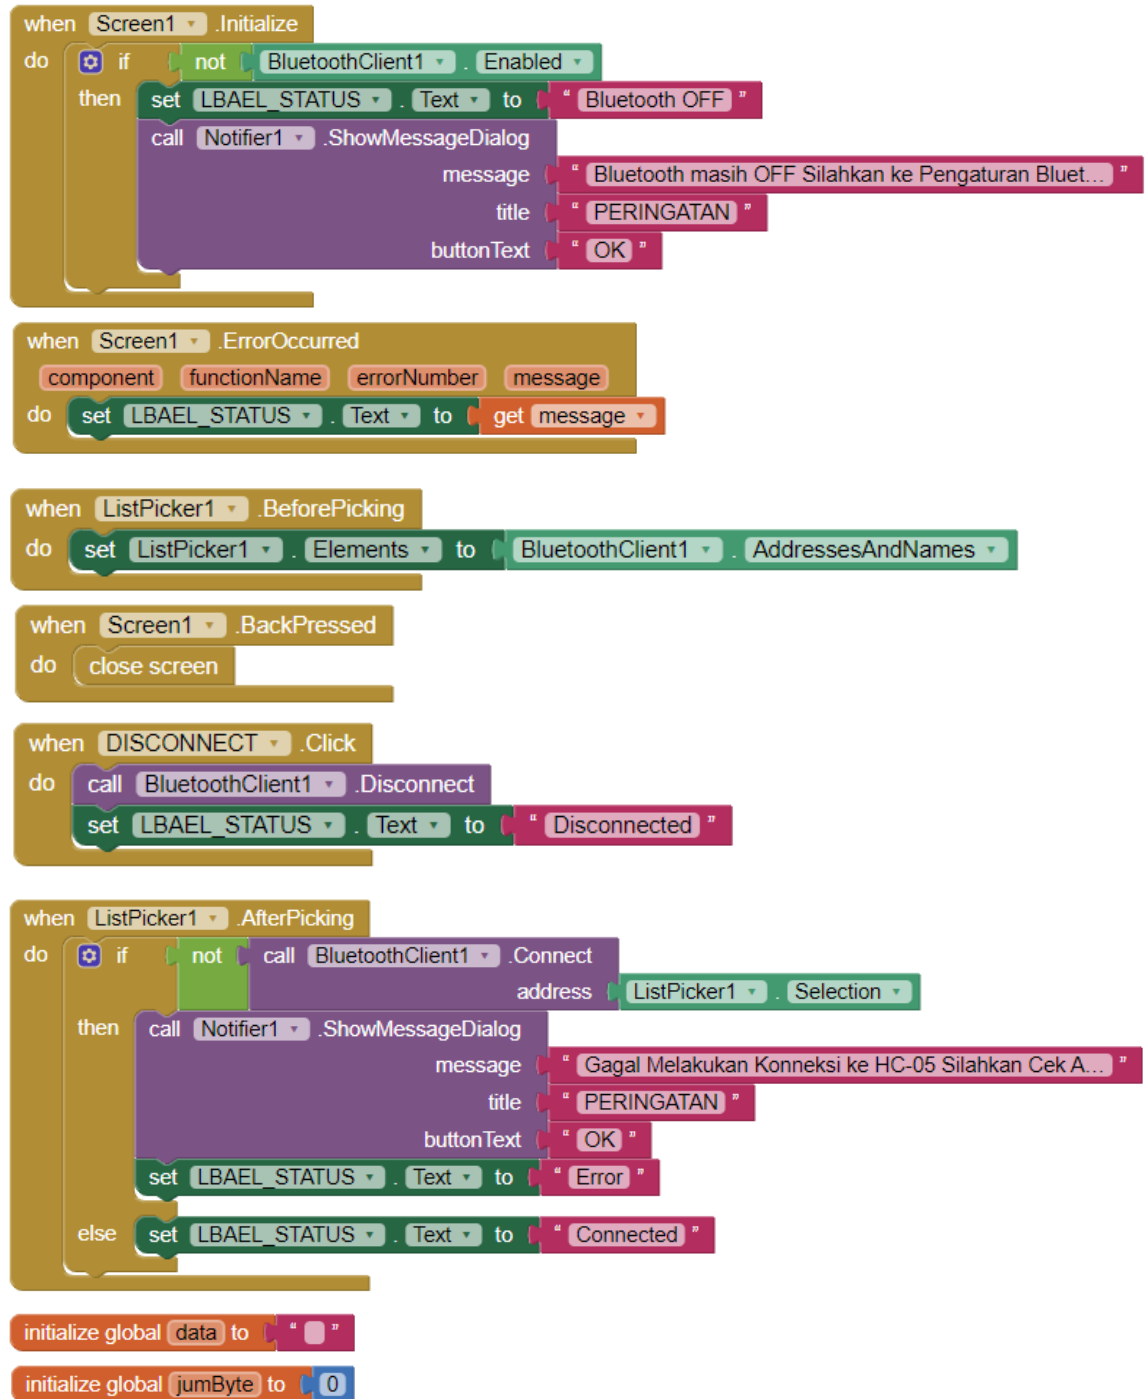 when Screen1 .Initialize
do if not BluetoothClient1 . Enabled
then set LBAEL_STATUS . Text to " Bluetooth OFF "
call Notifier1 .ShowMessageDialog
message " Bluetooth masih OFF Silahkan ke Pengaturan Bluet... "
title " PERINGATAN "
buttonText " OK "
when Screen1 .ErrorOccurred
component functionName errorNumber message
do set LBAEL_STATUS . Text to get message
when ListPicker1 .BeforePicking
do set ListPicker1 . Elements to BluetoothClient1 . AddressesAndNames
when Screen1 .BackPressed
do close screen
when DISCONNECT .Click
do call BluetoothClient1 .Disconnect
set LBAEL_STATUS . Text to " Disconnected "
when ListPicker1 .AfterPicking
do if not call BluetoothClient1 .Connect
address ListPicker1 . Selection
then call Notifier1 .ShowMessageDialog
message " Gagal Melakukan Konneksi ke HC-05 Silahkan Cek A... "
title " PERINGATAN "
buttonText " OK "
set LBAEL_STATUS . Text to " Error "
else set LBAEL_STATUS . Text to " Connected "
initialize global data to " "
initialize global jumByte to 0